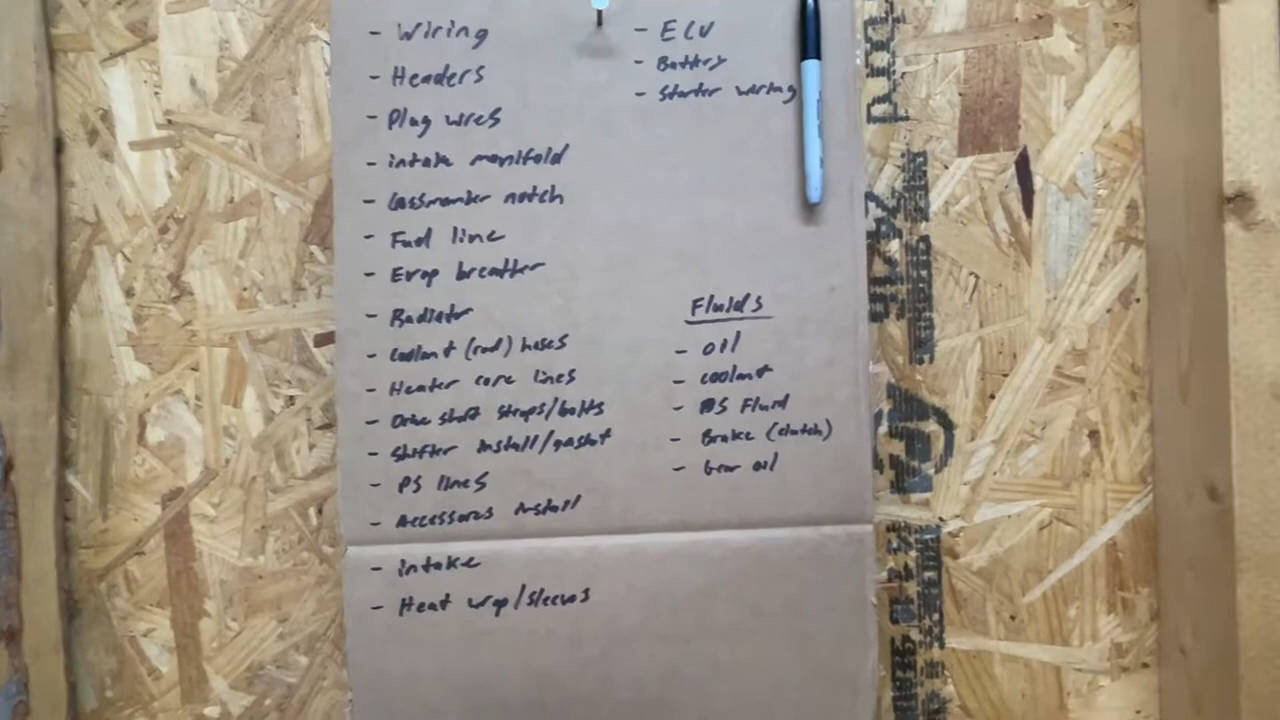 - Wiring
- Headers
- Plug wires
- intake manifold
- Crossmember notch
- Fuel line
- Evap breather
- Radiator
- Coolant (rad) hoses
- Heater core lines
- Drive shaft straps/bolts
- Shifter install/gasket
- PS lines
- Accessories install
- intake
- Heat wrap/sleeves
- ECU
- Battery
- Starter wiring
Fluids
- oil
- coolant
- PS Fluid
- Brake (clutch)
- Gear oil